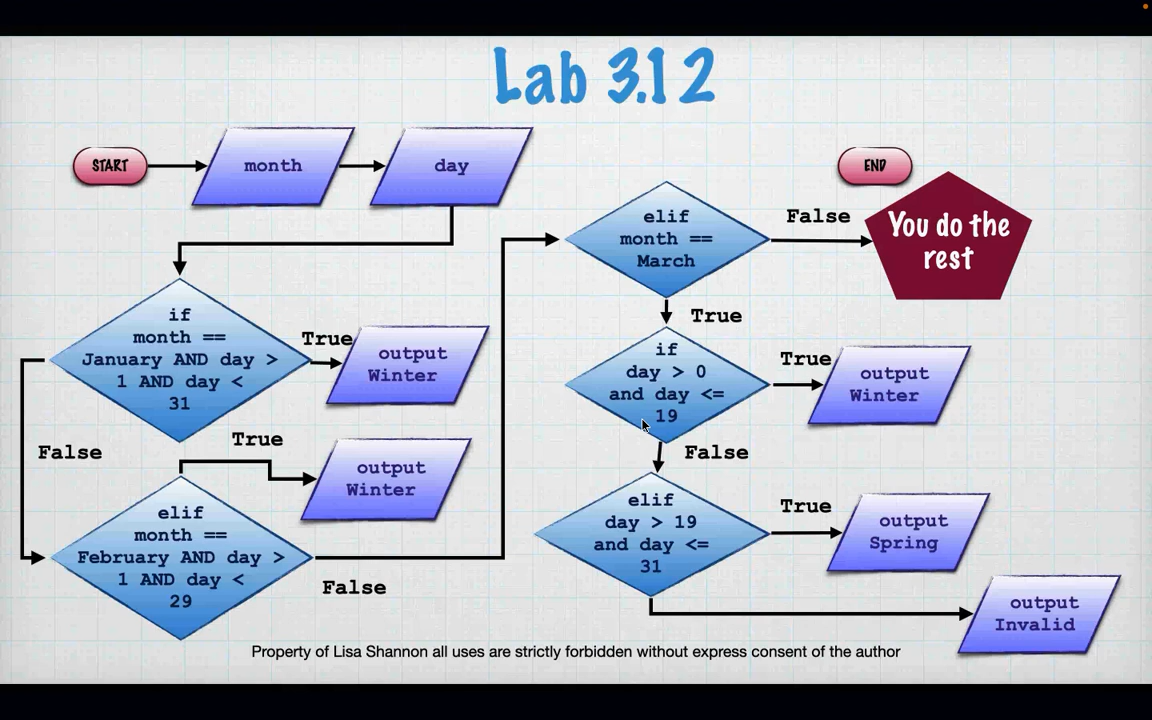 Lab 3.12
START
month
day
if
month ==
January AND day >
1 AND day <
31
True
output
Winter
False
True
output
Winter
elif
month ==
February AND day >
1 AND day <
29
False
elif
month ==
March
False
END
You do the
rest
True
if
day > 0
and day <=
19
True
output
Winter
False
elif
day > 19
and day <=
31
True
output
Spring
output
Invalid
Property of Lisa Shannon all uses are strictly forbidden without express consent of the author